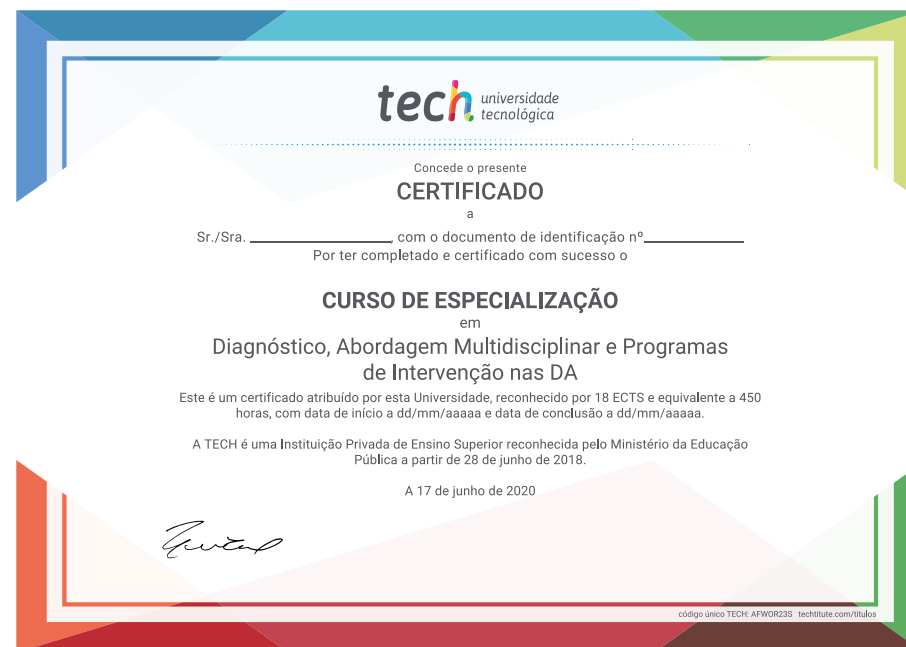 tech universidade
tecnológica
Concede o presente
CERTIFICADO
a
Sr./Sra. ____________, com o documento de identificação nº____________
Por ter completado e certificado com sucesso o
CURSO DE ESPECIALIZAÇÃO
em
Diagnóstico, Abordagem Multidisciplinar e Programas
de Intervenção nas DA
Este é um certificado atribuído por esta Universidade, reconhecido por 18 ECTS e equivalente a 450
horas, com data de início a dd/mm/aaaaa e data de conclusão a dd/mm/aaaaa.
A TECH é uma Instituição Privada de Ensino Superior reconhecida pelo Ministério da Educação
Pública a partir de 28 de junho de 2018.
A 17 de junho de 2020
código único TECH: AFWOR23S techtitute.com/titulos